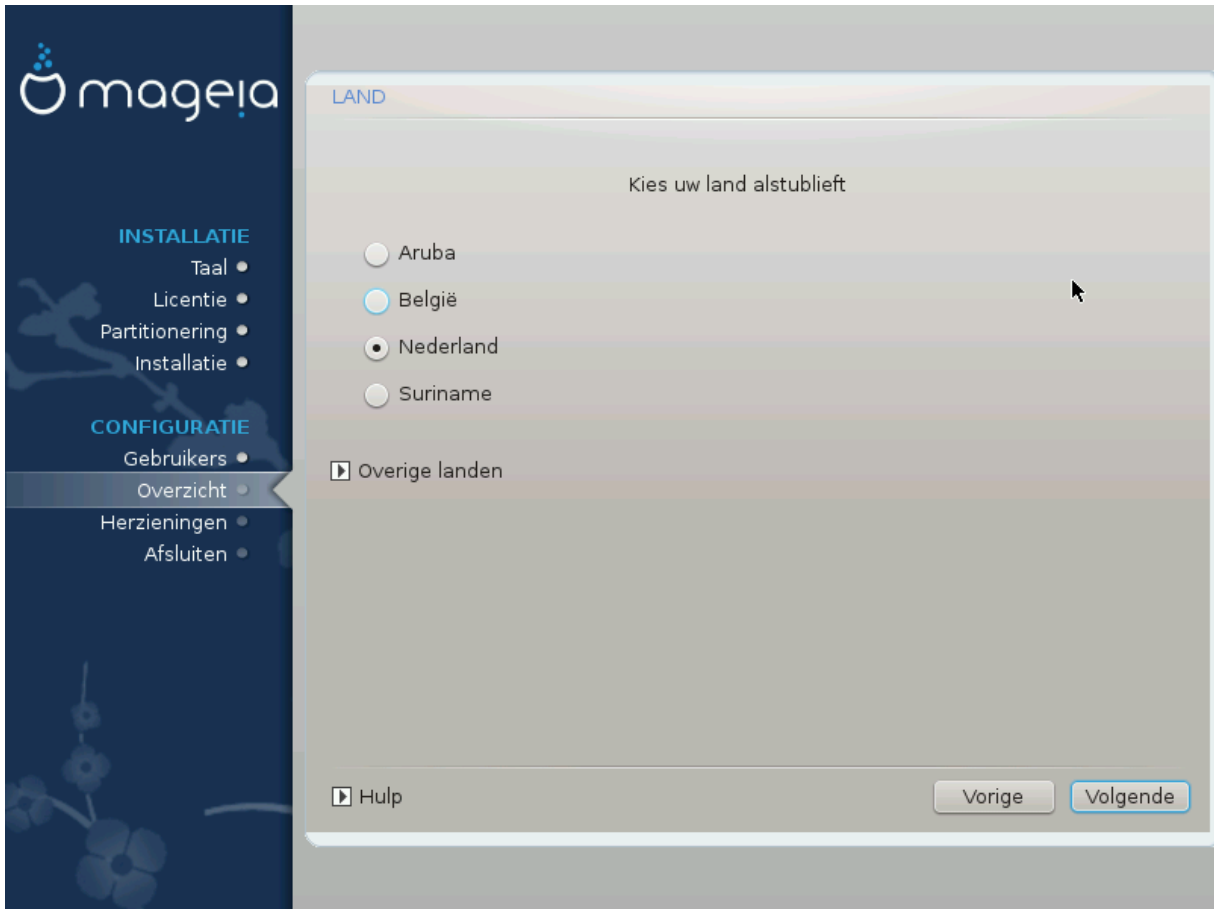 mageia
INSTALLATIE
Taal
Licentie
Partitionering
Installatie
CONFIGURATIE
Gebruikers
Overzicht
Herzieningen
Afsluiten
LAND
Kies uw land alstublieft
Aruba
België
Nederland
Suriname
Overige landen
Hulp
Vorige
Volgende